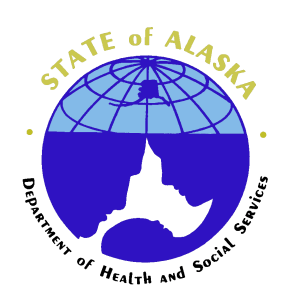 STATE of ALASKA
DEPARTMENT of HEALTH AND SOCIAL SERVICES